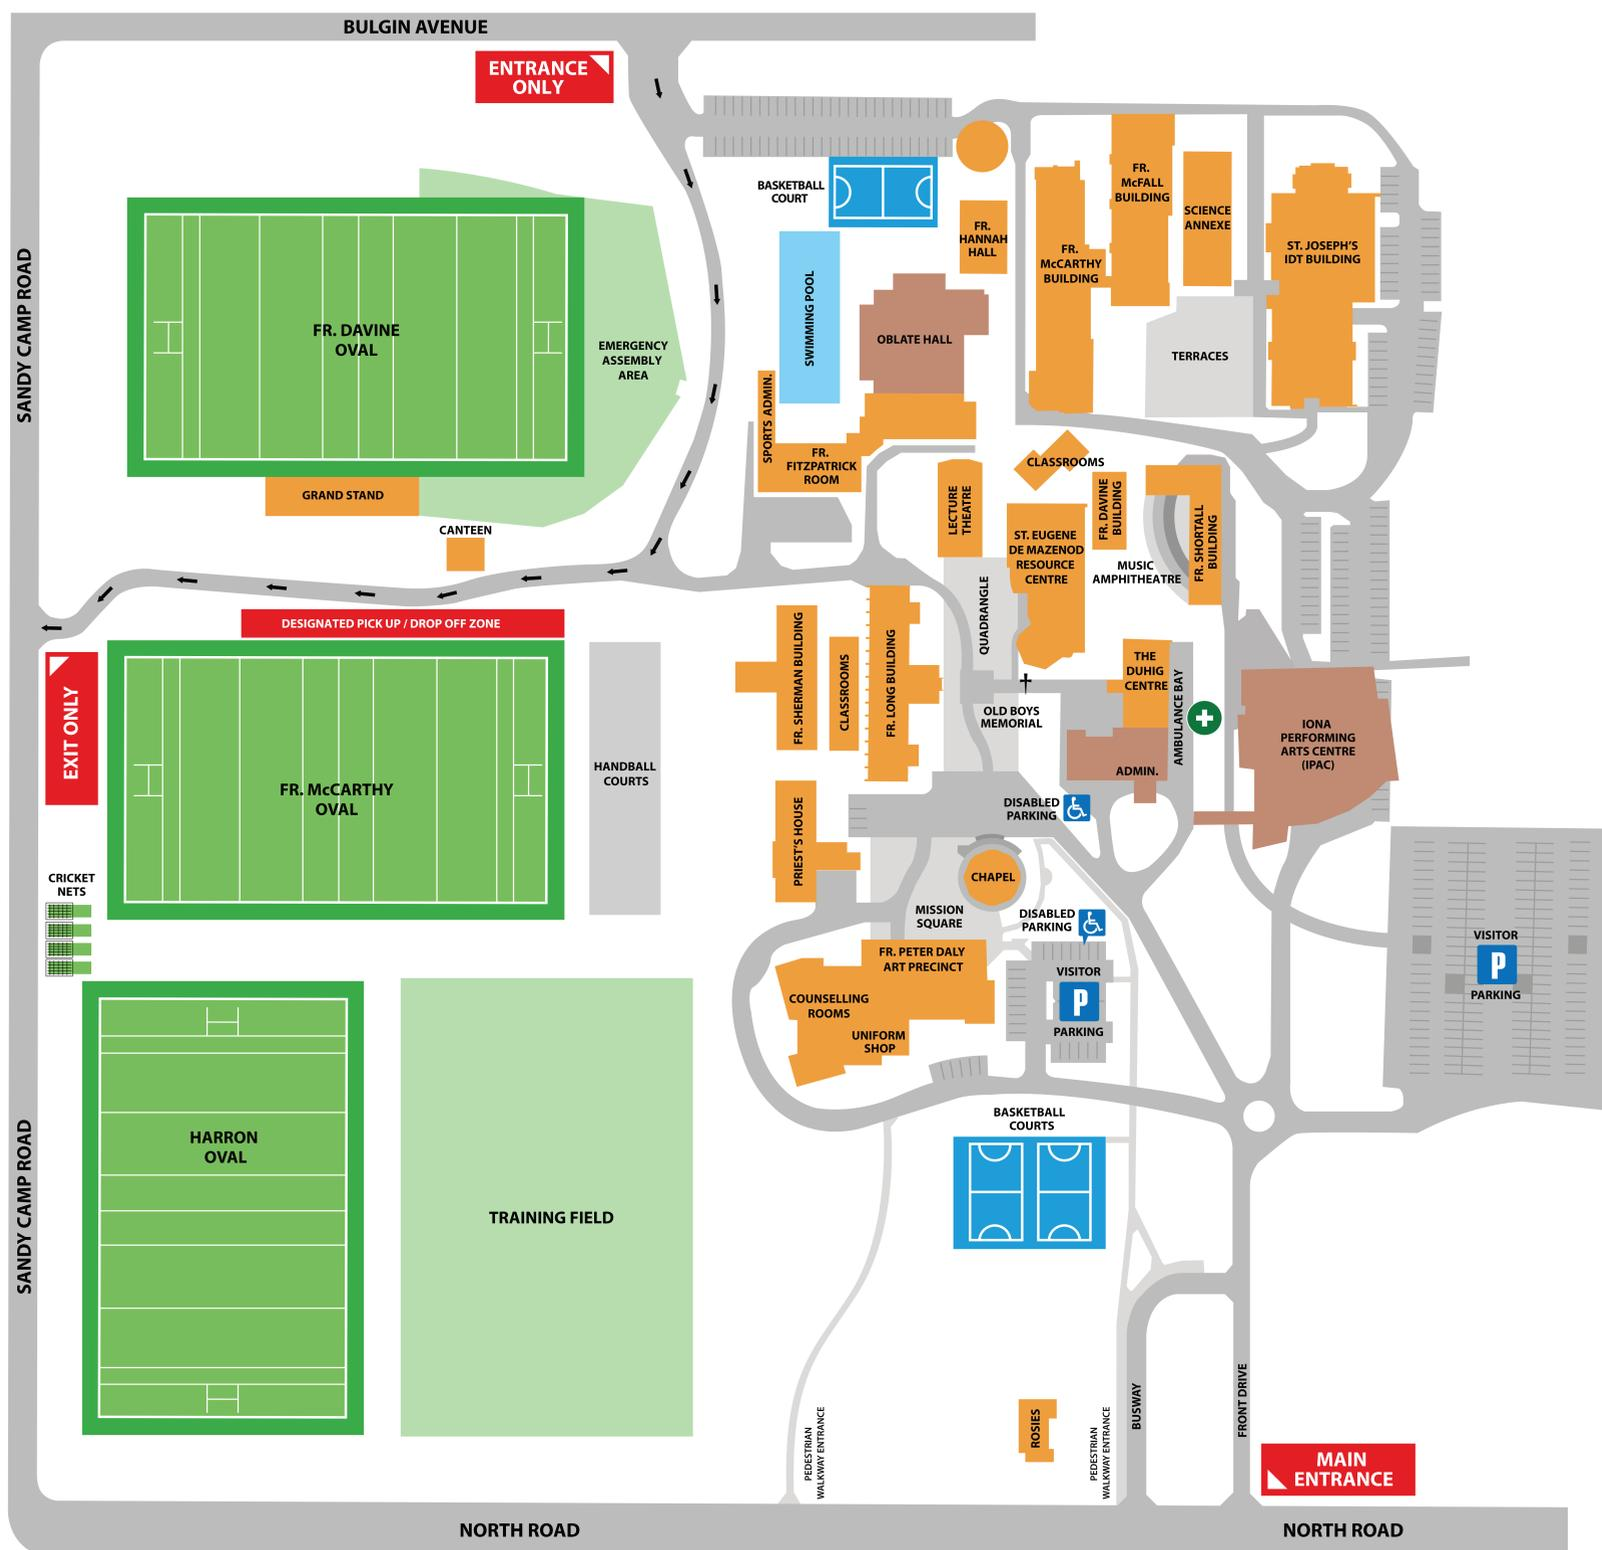 BULGIN AVENUE
ENTRANCE
ONLY
SANDY CAMP ROAD
BASKETBALL
COURT
FR.
HANNAH
HALL
FR.
McCARTHY
BUILDING
FR.
McFALL
BUILDING
SCIENCE
ANNEXE
ST. JOSEPH'S
IDT BUILDING
FR. DAVINE
OVAL
EMERGENCY
ASSEMBLY
AREA
SWIMMING POOL
OBLATE HALL
TERRACES
SPORTS ADMIN.
FR.
FITZPATRICK
ROOM
CLASSROOMS
GRAND STAND
CANTEEN
LECTURE
THEATRE
ST. EUGENE
DE MAZENOD
RESOURCE
CENTRE
FR. DAVINE
BUILDING
MUSIC
AMPHITHEATRE
FR. SHORTALL
BUILDING
DESIGNATED PICK UP / DROP OFF ZONE
QUADRANGLE
EXIT ONLY
FR. McCARTHY
OVAL
HANDBALL
COURTS
FR. SHERMAN BUILDING
CLASSROOMS
FR. LONG BUILDING
OLD BOYS
MEMORIAL
THE
DUHIG
CENTRE
AMBULANCE BAY
ADMIN.
IONA
PERFORMING
ARTS CENTRE
(IPAC)
DISABLED
PARKING
PRIEST'S HOUSE
CHAPEL
CRICKET
NETS
MISSION
SQUARE
DISABLED
PARKING
FR. PETER DALY
ART PRECINCT
COUNSELLING
ROOMS
UNIFORM
SHOP
VISITOR
P
PARKING
VISITOR
P
PARKING
HARRON
OVAL
TRAINING FIELD
BASKETBALL
COURTS
SANDY CAMP ROAD
PEDESTRIAN
WALKWAY ENTRANCE
ROSIES
PEDESTRIAN
WALKWAY ENTRANCE
BUSWAY
FRONT DRIVE
MAIN
ENTRANCE
NORTH ROAD
NORTH ROAD